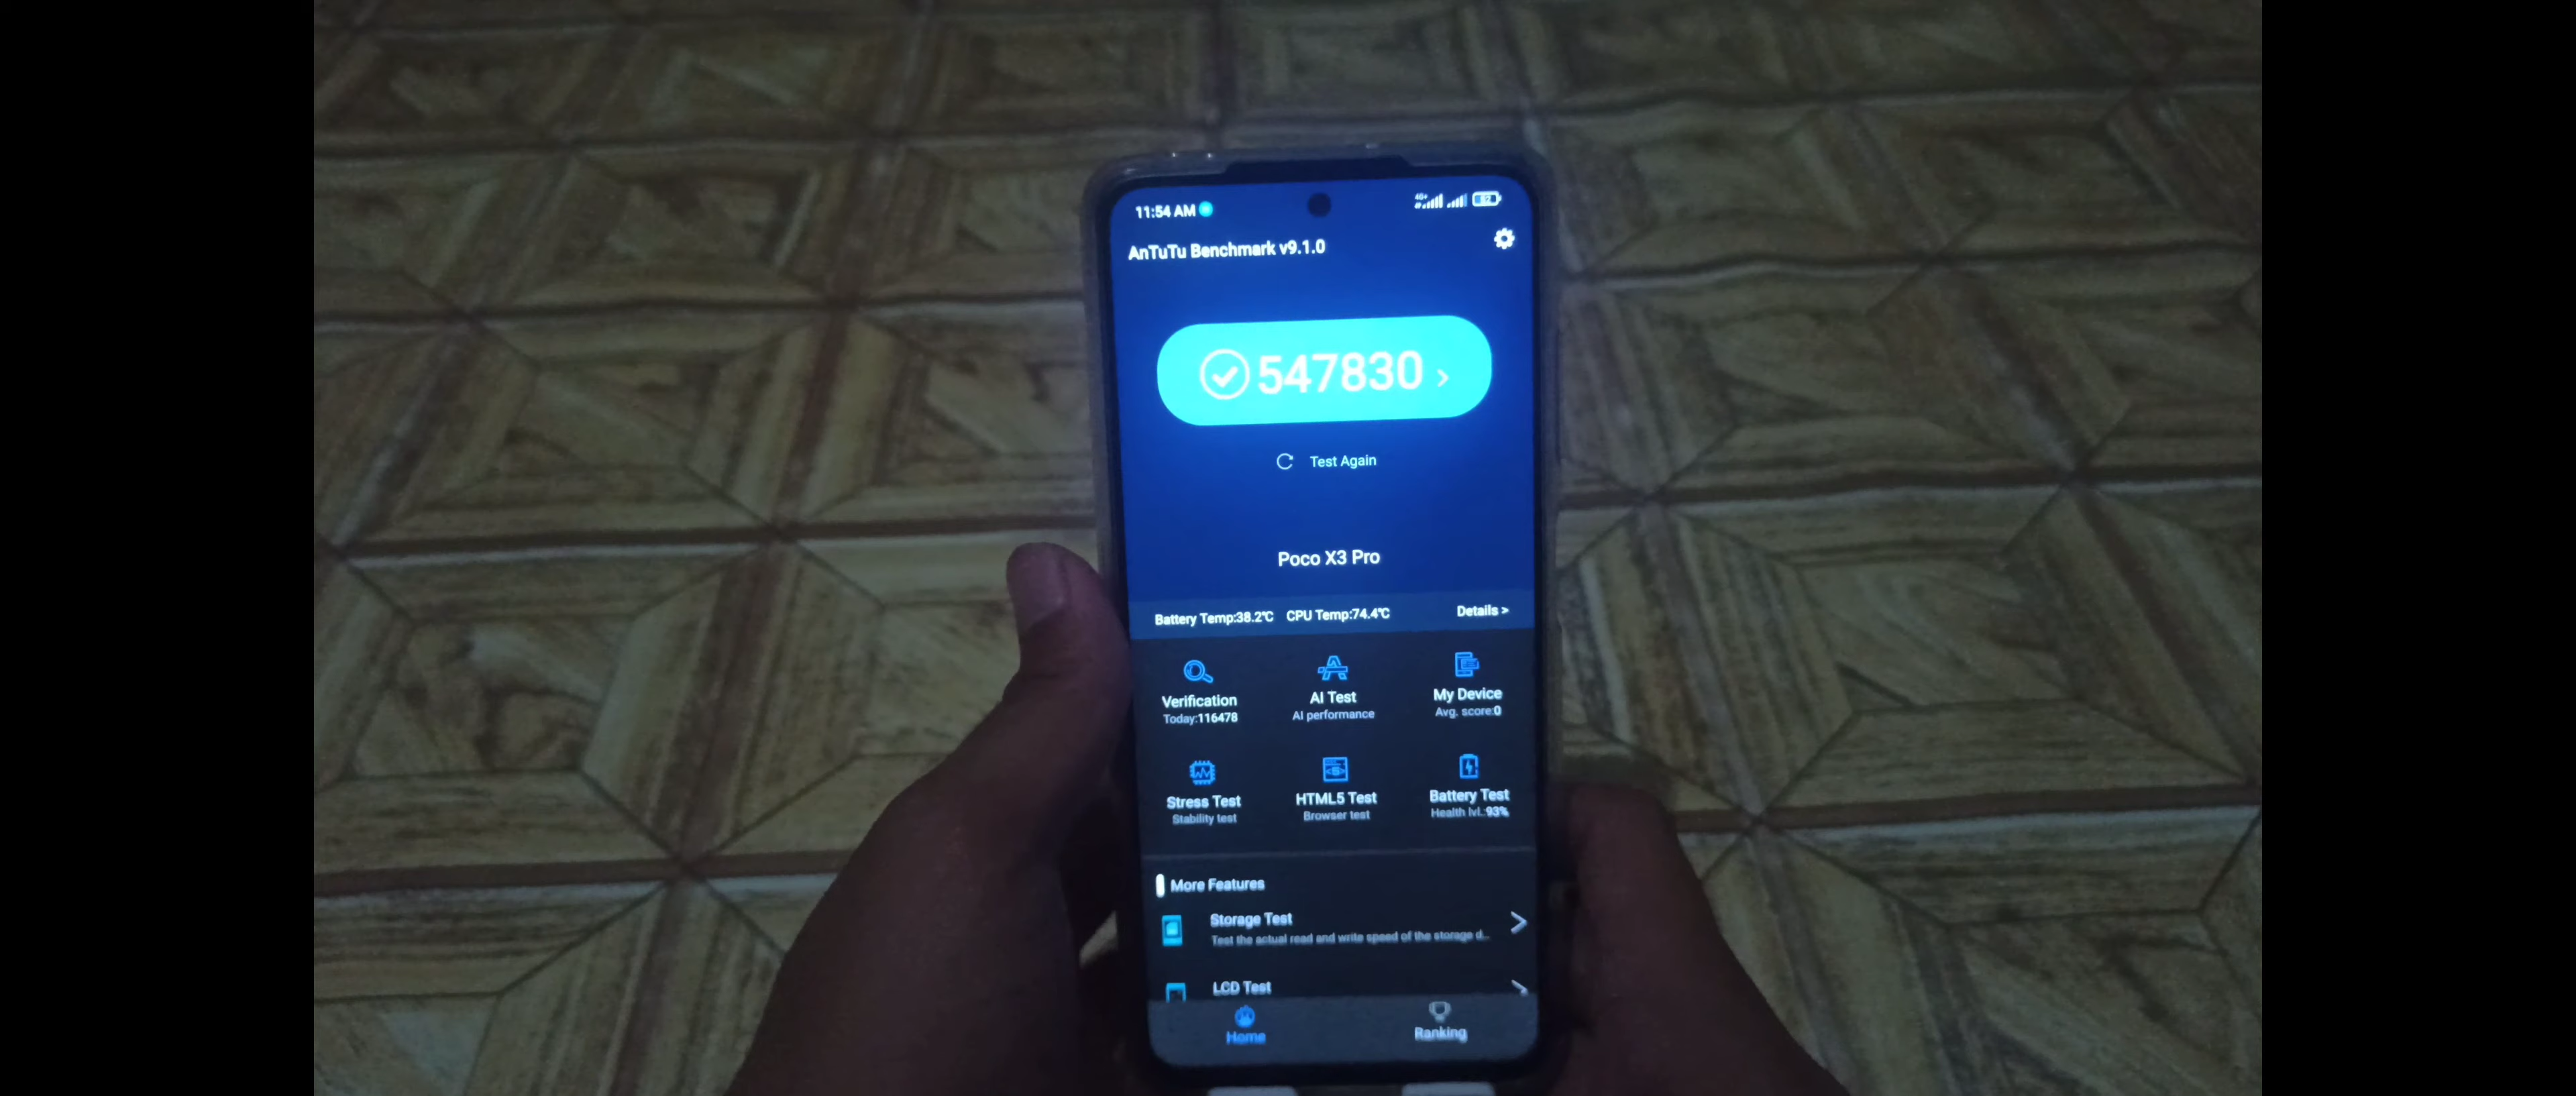 11:54 AM
4G+
AnTuTu Benchmark v9.1.0
547830
Test Again
Poco X3 Pro
Battery Temp:38.2℃ CPU Temp:74.4℃ Details >
Verification AI Test My Device
Today:116478 AI performance Avg. score:0
Stress Test HTML5 Test Battery Test
Stability test Browser test Health lvl.:93%
More Features
Storage Test
Test the actual read and write speed of the storage d...
LCD Test
Home Ranking